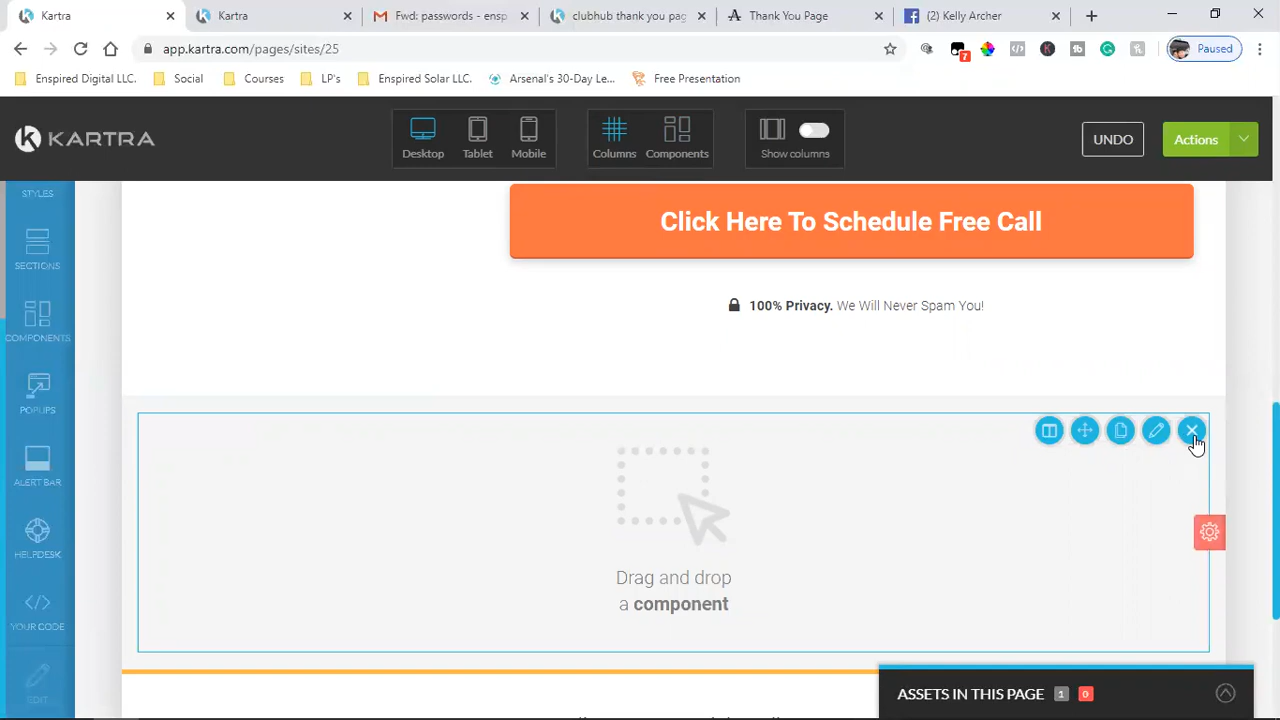 Kartra
Kartra
Fwd: passwords - ensp
clubhub thank you pag
Thank You Page
(2) Kelly Archer
app.kartra.com/pages/sites/25
7
Paused
Enspired Digital LLC.
Social
Courses
LP's
Enspired Solar LLC.
Arsenal's 30-Day Le...
Free Presentation
KARTRA
Desktop
Tablet
Mobile
Columns
Components
Show columns
UNDO
Actions
STYLES
SECTIONS
COMPONENTS
POPUPS
ALERT BAR
HELPDESK
YOUR CODE
EDIT
Click Here To Schedule Free Call
100% Privacy. We Will Never Spam You!
Drag and drop
a component
ASSETS IN THIS PAGE 1 0